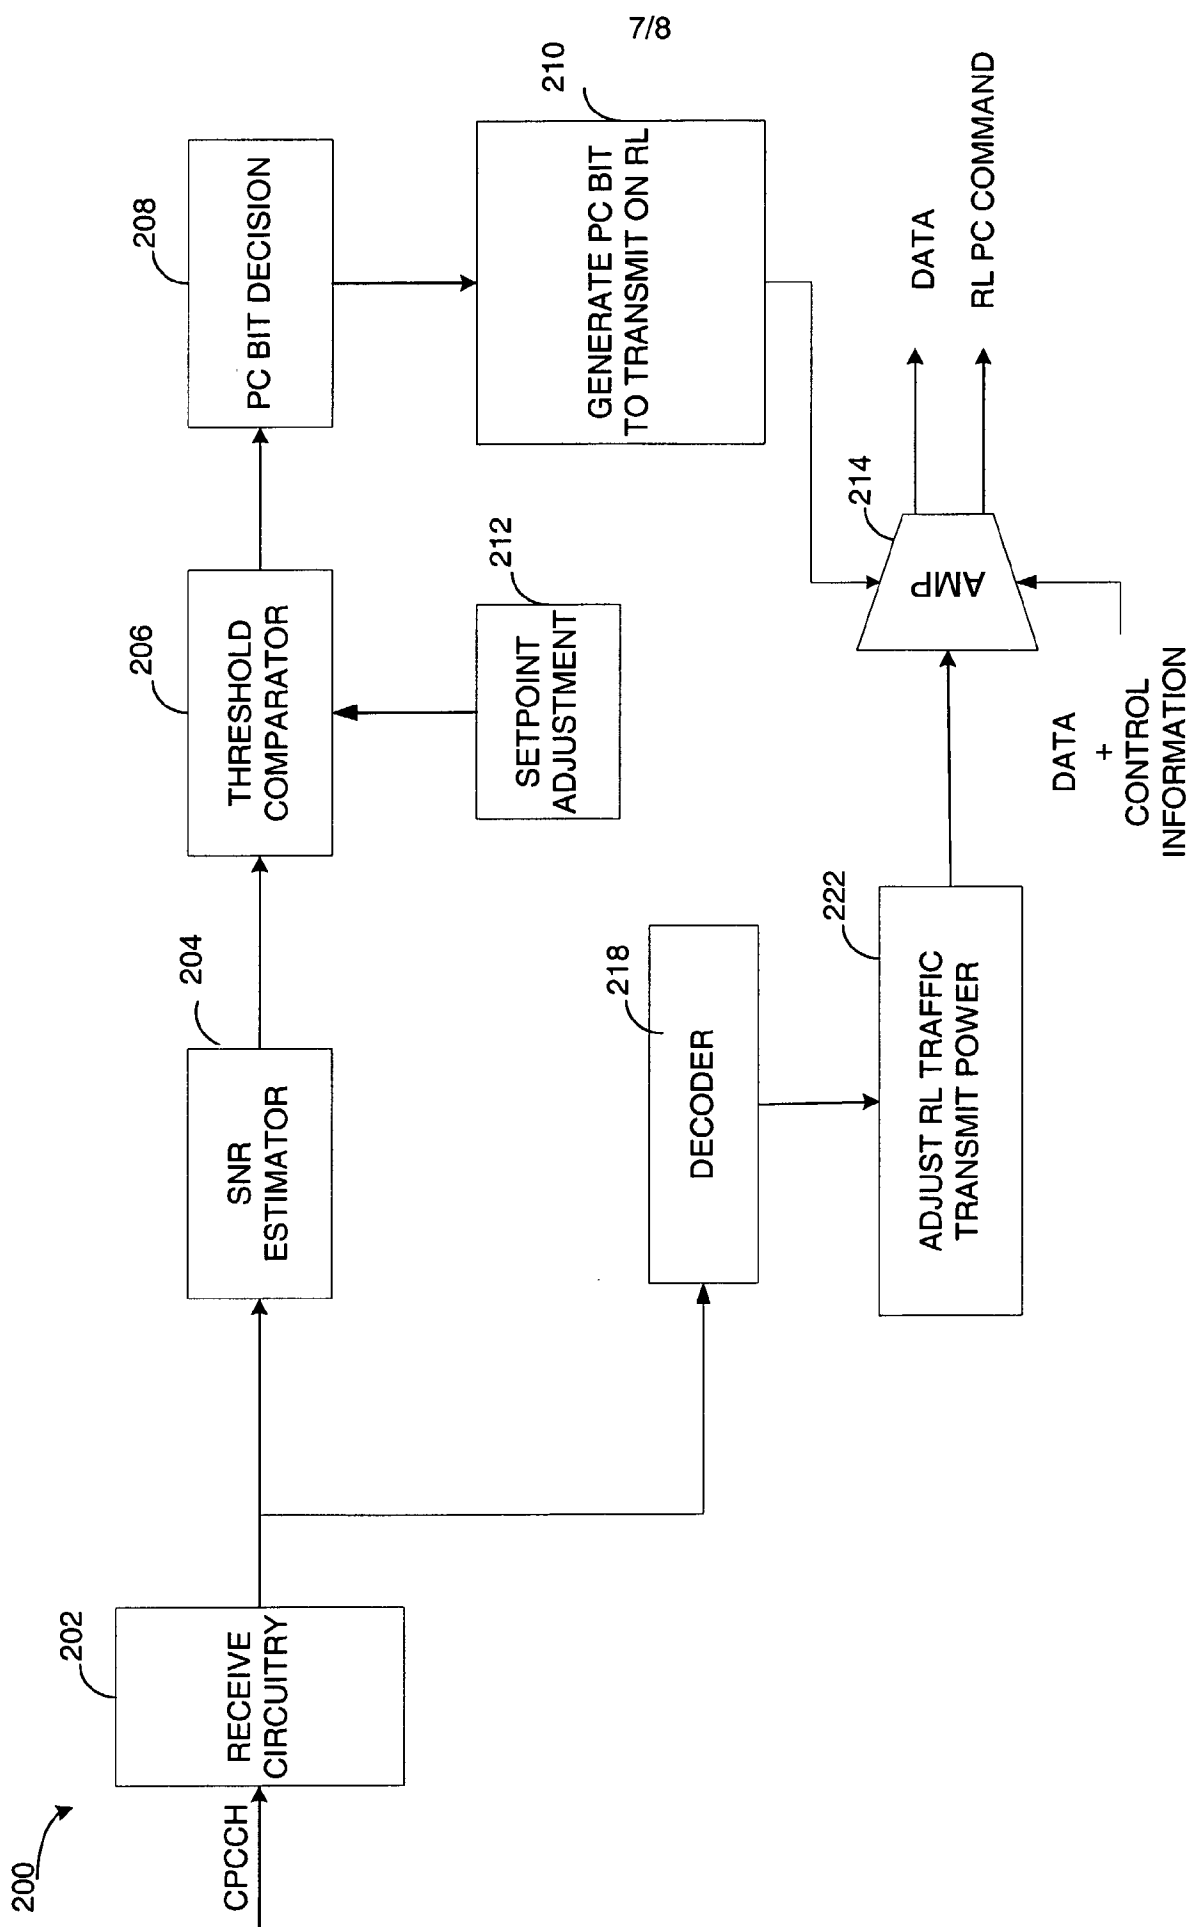 7/8
200
CPCCH
202
RECEIVE
CIRCUITRY
204
SNR
ESTIMATOR
206
THRESHOLD
COMPARATOR
208
PC BIT DECISION
212
SETPOINT
ADJUSTMENT
210
GENERATE PC BIT
TO TRANSMIT ON RL
218
DECODER
222
ADJUST RL TRAFFIC
TRANSMIT POWER
214
AMP
DATA
RL PC COMMAND
DATA
+
CONTROL
INFORMATION